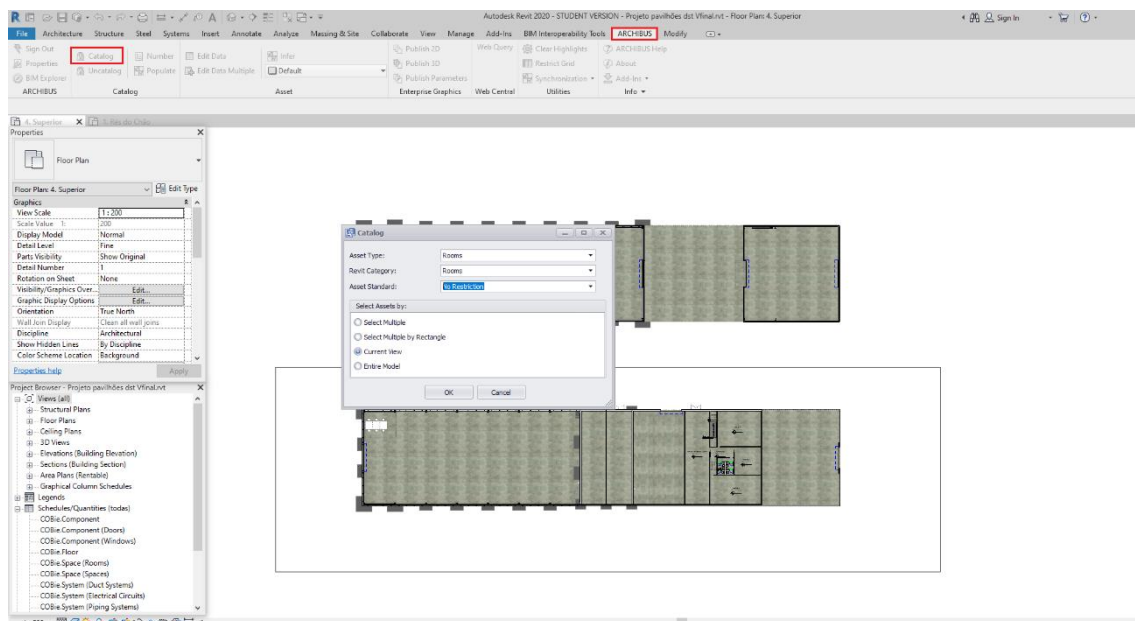 Autodesk Revit 2020 - STUDENT VERSION - Projeto pavilhões dst Vfinal.rvt - Floor Plan: 4. Superior
Sign In
File Architecture Structure Steel Systems Insert Annotate Analyze Massing & Site Collaborate View Manage Add-Ins BIM Interoperability Tools ARCHIBUS Modify
Sign Out Catalog Number Edit Data Infer Publish 2D Web Query Clear Highlights ARCHIBUS Help
Properties Uncatalog Populate Edit Data Multiple Default Publish 3D Restrict Grid About
BIM Explorer Publish Parameters Synchronization Add-Ins
ARCHIBUS Catalog Asset Enterprise Graphics Web Central Utilities Info
4. Superior 1. Rés do Chão
Properties
Floor Plan
Floor Plan: 4. Superior Edit Type
Graphics
View Scale 1 : 200
Scale Value 1: 200
Display Model Normal
Detail Level Fine
Parts Visibility Show Original
Detail Number 1
Rotation on Sheet None
Visibility/Graphics Over... Edit...
Graphic Display Options Edit...
Orientation True North
Wall Join Display Clean all wall joins
Discipline Architectural
Show Hidden Lines By Discipline
Color Scheme Location Background
Properties help Apply
Project Browser - Projeto pavilhões dst Vfinal.rvt
Views (all)
Structural Plans
Floor Plans
Ceiling Plans
3D Views
Elevations (Building Elevation)
Sections (Building Section)
Area Plans (Rentable)
Graphical Column Schedules
Legends
Schedules/Quantities (todas)
COBie.Component
COBie.Component (Doors)
COBie.Component (Windows)
COBie.Floor
COBie.Space (Rooms)
COBie.Space (Spaces)
COBie.System (Duct Systems)
COBie.System (Electrical Circuits)
COBie.System (Piping Systems)
Catalog
Asset Type: Rooms
Revit Category: Rooms
Asset Standard: No Restriction
Select Assets by:
Select Multiple
Select Multiple by Rectangle
Current View
Entire Model
OK Cancel